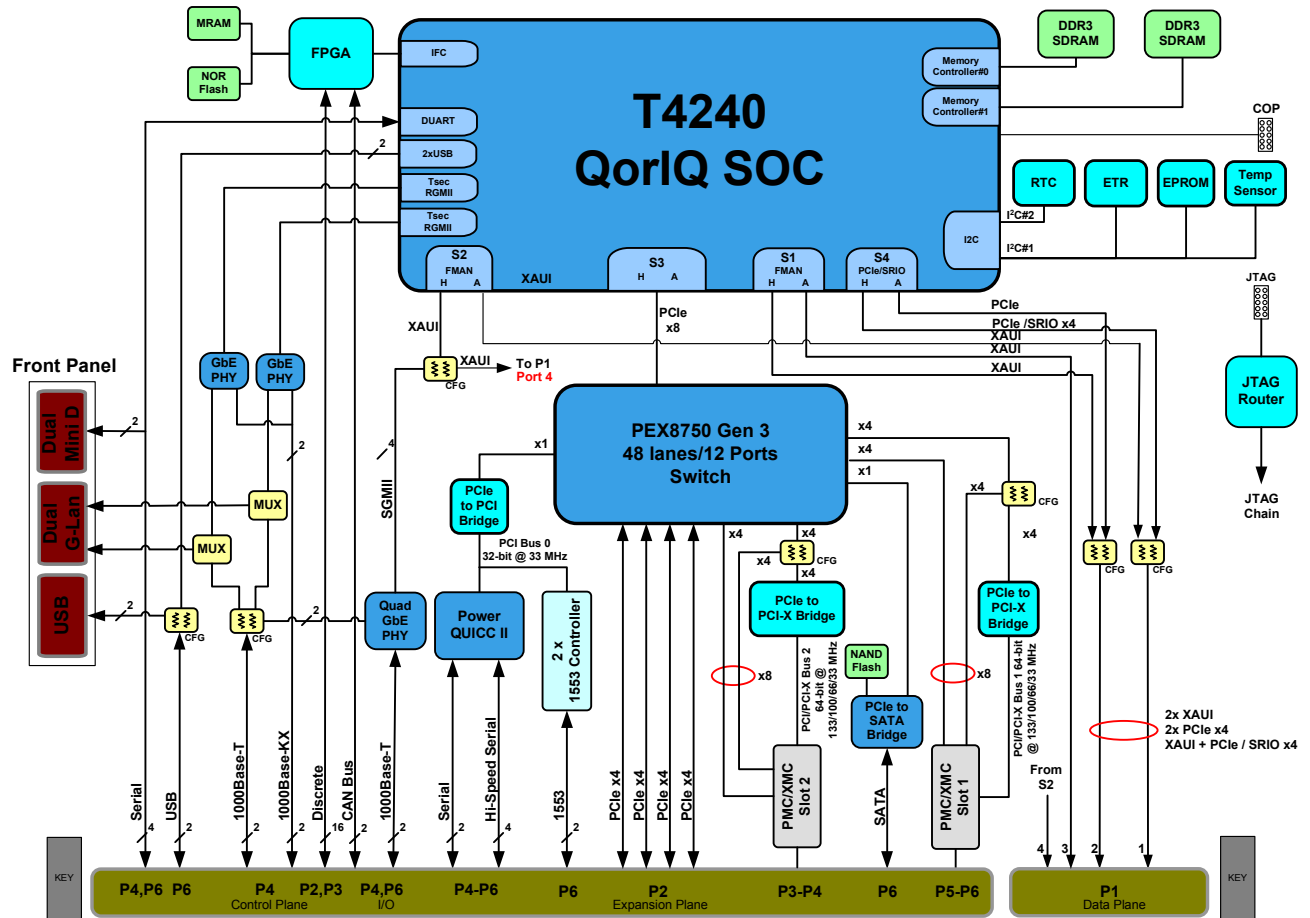 MRAM
NOR
Flash
FPGA
IFC
DUART
2xUSB
Tsec
RGMII
Tsec
RGMII
T4240
QorIQ SOC
Memory
Controller#0
Memory
Controller#1
DDR3
SDRAM
DDR3
SDRAM
COP
RTC
ETR
EPROM
Temp
Sensor
I2C
I²C#2
I²C#1
2
S2
FMAN
H A
XAUI
S3
H A
S1
FMAN
H A
S4
PCIe/SRIO
H A
PCIe
PCIe /SRIO x4
XAUI
XAUI
XAUI
XAUI
PCIe
x8
JTAG
JTAG
Router
JTAG
Chain
Front Panel
Dual
Mini D
Dual
G-Lan
USB
2
2
GbE
PHY
GbE
PHY
2
MUX
MUX
CFG
CFG
2
XAUI
CFG
To P1
Port 4
4
SGMII
Quad
GbE
PHY
PEX8750 Gen 3
48 lanes/12 Ports
Switch
x1
x4
x4
x1
PCIe
to PCI
Bridge
PCI Bus 0
32-bit @ 33 MHz
Power
QUICC II
2 x
1553 Controller
x4
x4
x4
CFG
x4
PCIe to
PCI-X Bridge
x8
PCI/PCI-X Bus 2
64-bit @
133/100/66/33 MHz
PMC/XMC
Slot 2
NAND
Flash
PCIe to
SATA
Bridge
SATA
x4
CFG
x4
PCIe to
PCI-X
Bridge
x8
PCI/PCI-X Bus 1 64-bit
@ 133/100/66/33 MHz
PMC/XMC
Slot 1
CFG
CFG
2x XAUI
2x PCIe x4
XAUI + PCIe / SRIO x4
From
S2
4
3
2
1
Serial
4
USB
2
1000Base-T
2
1000Base-KX
2
Discrete
16
CAN Bus
2
1000Base-T
2
Serial
2
Hi-Speed Serial
4
1553
2
PCIe x4
PCIe x4
PCIe x4
PCIe x4
KEY
P4,P6
P6
P4
P2,P3
P4,P6
P4-P6
P6
P2
P3-P4
P6
P5-P6
Control Plane
I/O
Expansion Plane
P1
Data Plane
KEY